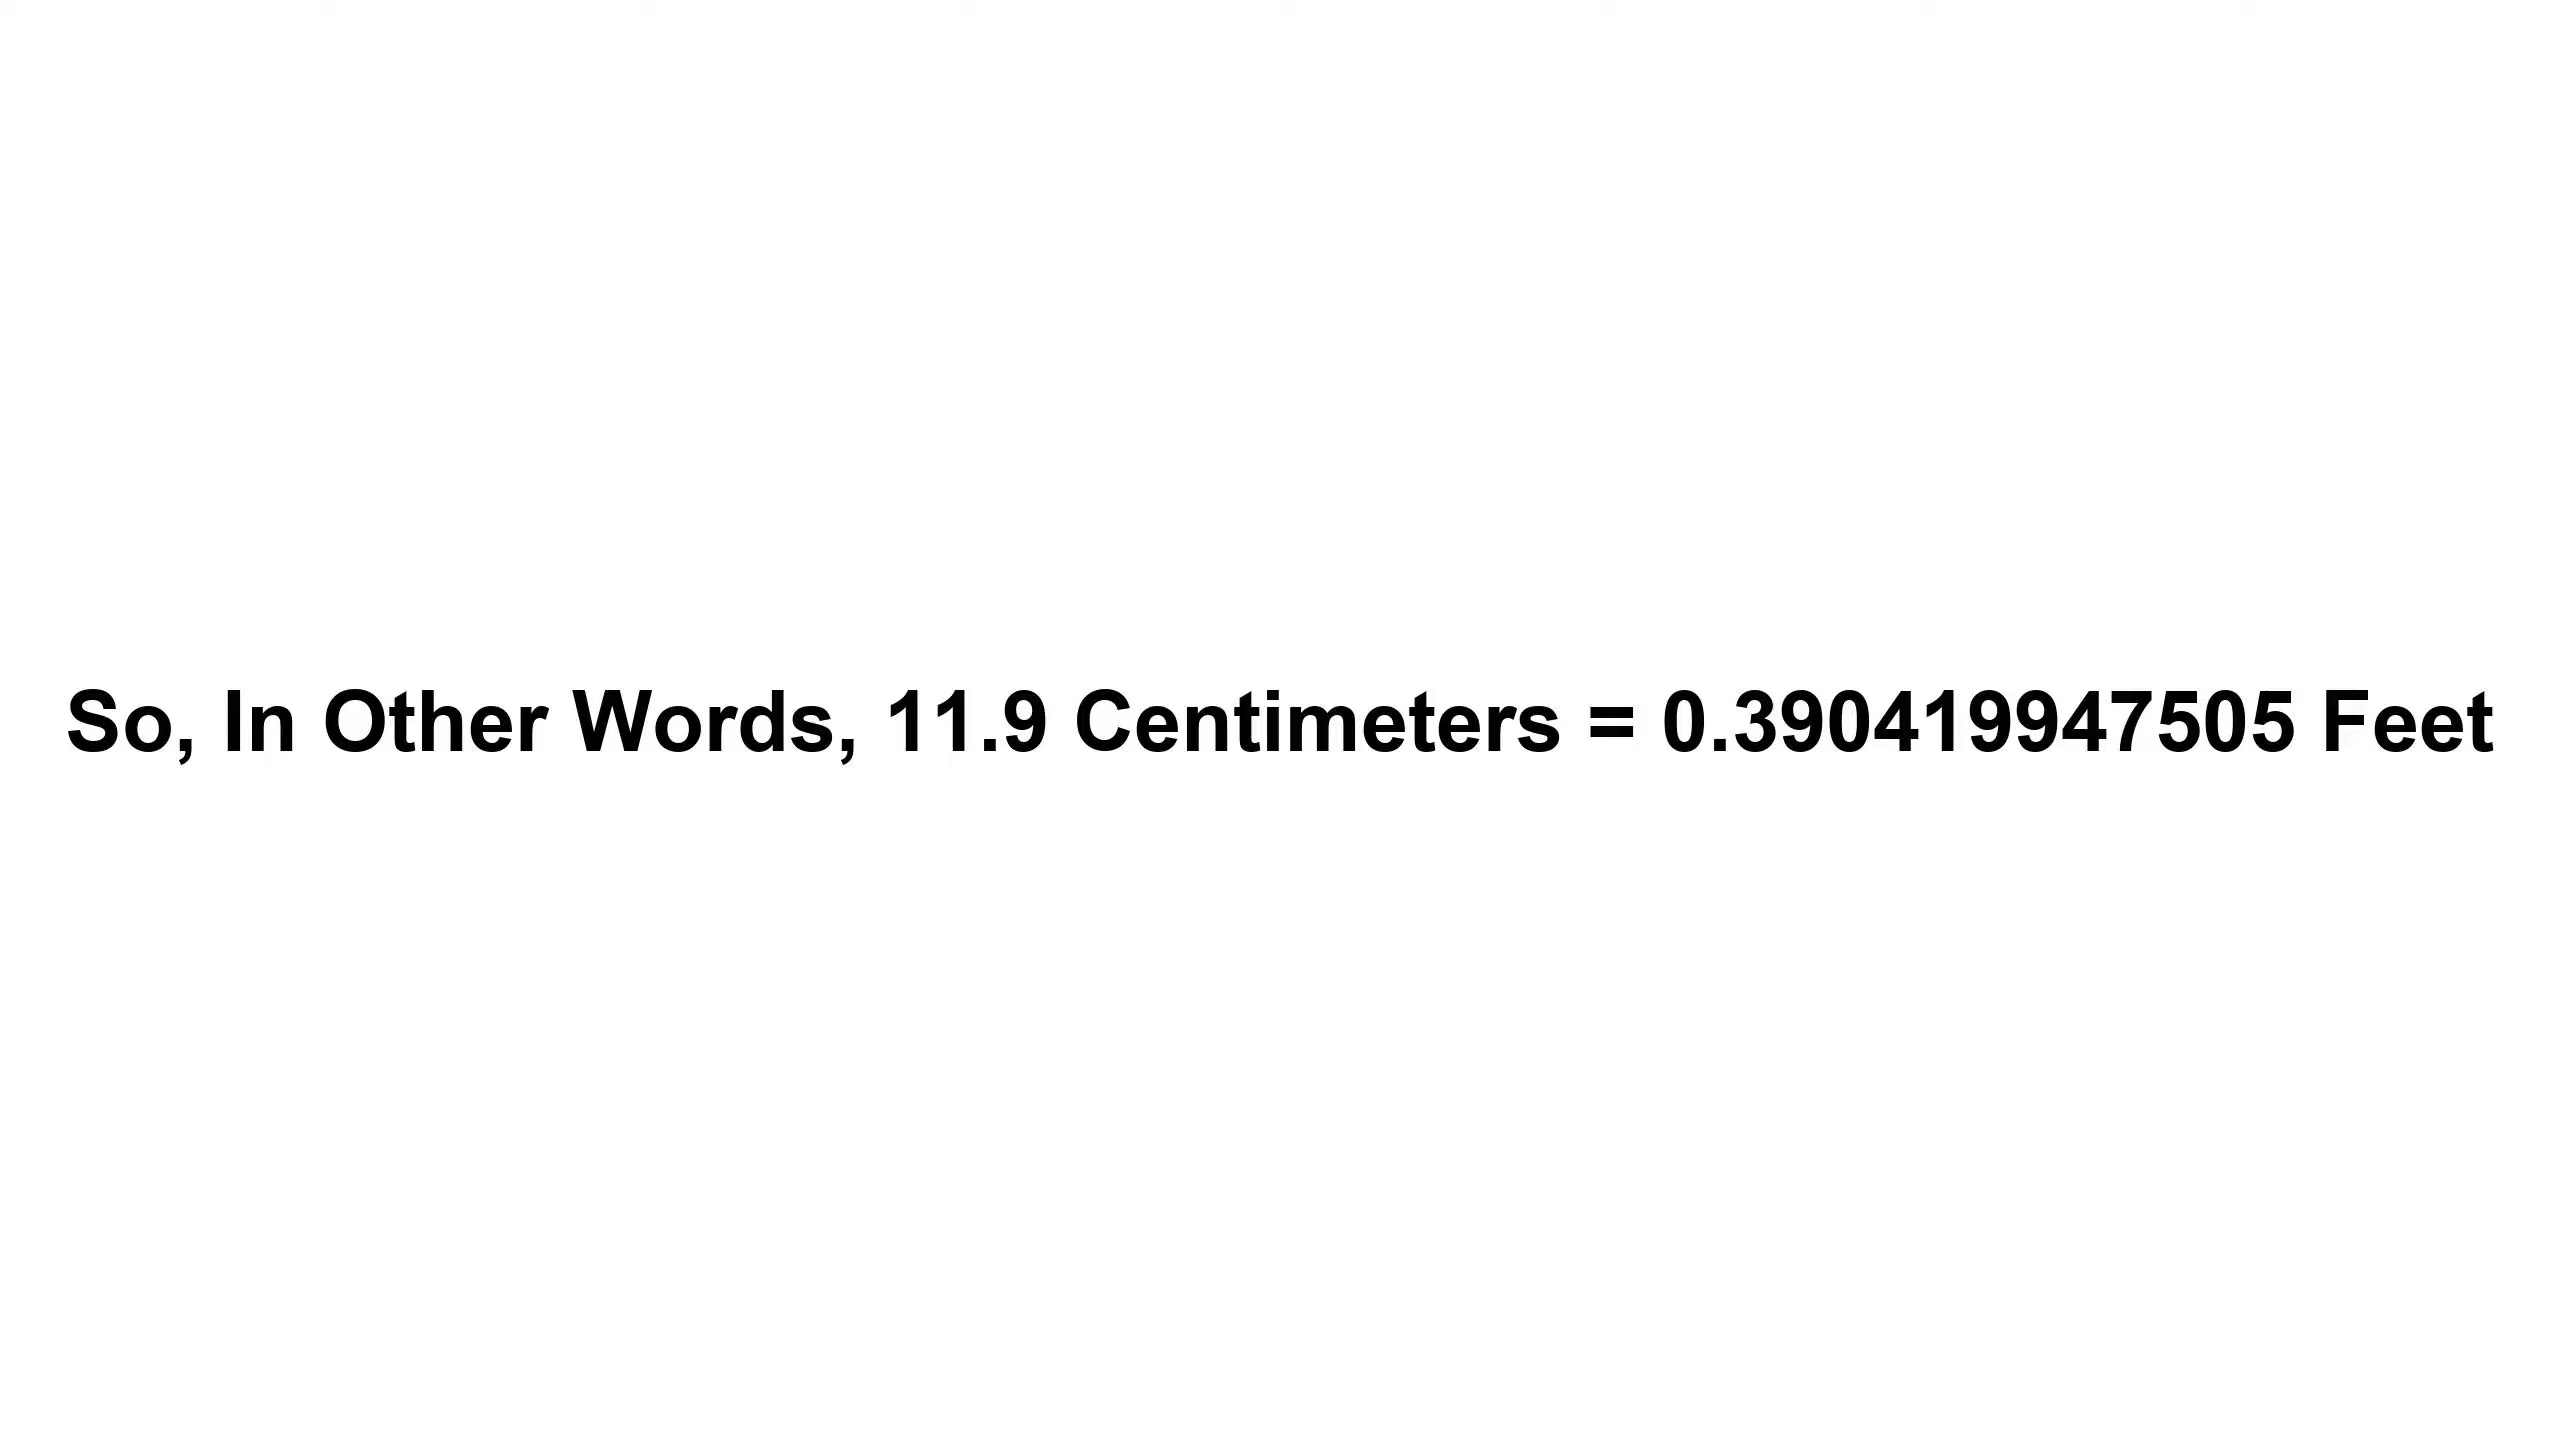 So, In Other Words, 11.9 Centimeters = 0.390419947505 Feet